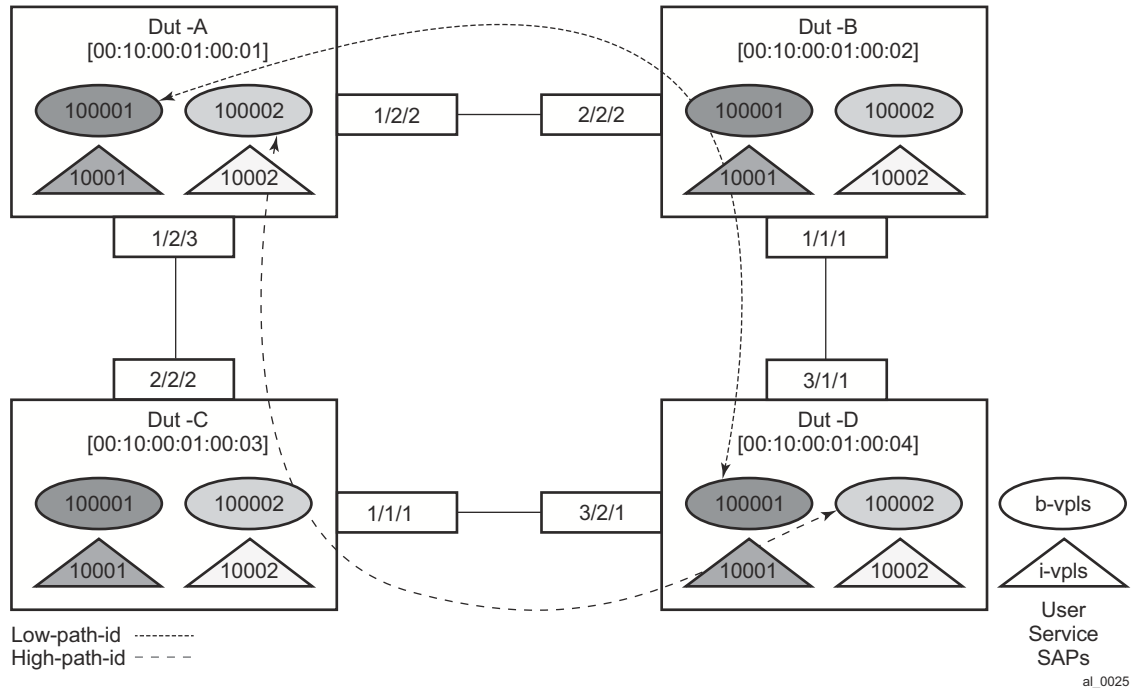 Dut -A
[00:10:00:01:00:01]
100001
100002
10001
10002
1/2/2
2/2/2
Dut -B
[00:10:00:01:00:02]
100001
100002
10001
10002
1/2/3
1/1/1
2/2/2
3/1/1
Dut -C
[00:10:00:01:00:03]
100001
100002
10001
10002
1/1/1
3/2/1
Dut -D
[00:10:00:01:00:04]
100001
100002
10001
10002
b-vpls
i-vpls
User
Service
SAPs
Low-path-id
High-path-id
al_0025